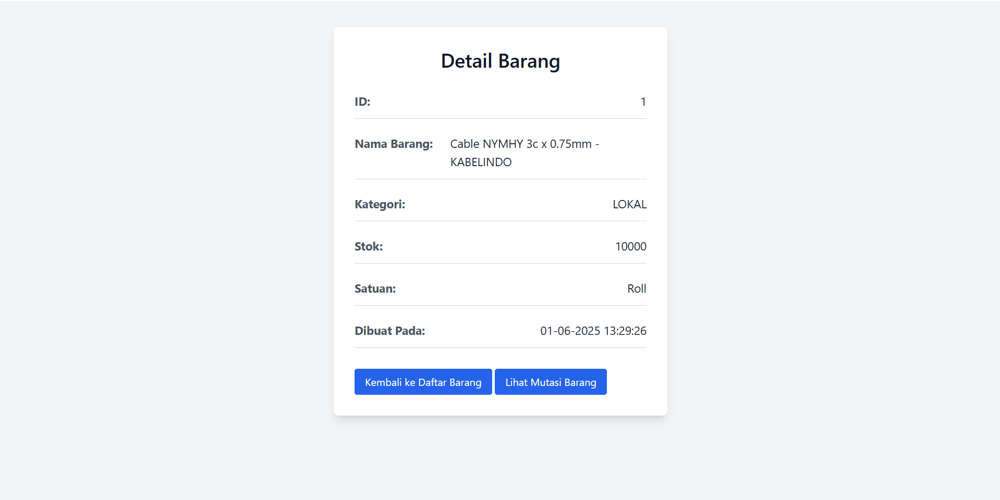 Detail Barang
ID: 1
Nama Barang: Cable NYMHY 3c x 0.75mm -
KABELINDO
Kategori: LOKAL
Stok: 10000
Satuan: Roll
Dibuat Pada: 01-06-2025 13:29:26
Kembali ke Daftar Barang Lihat Mutasi Barang